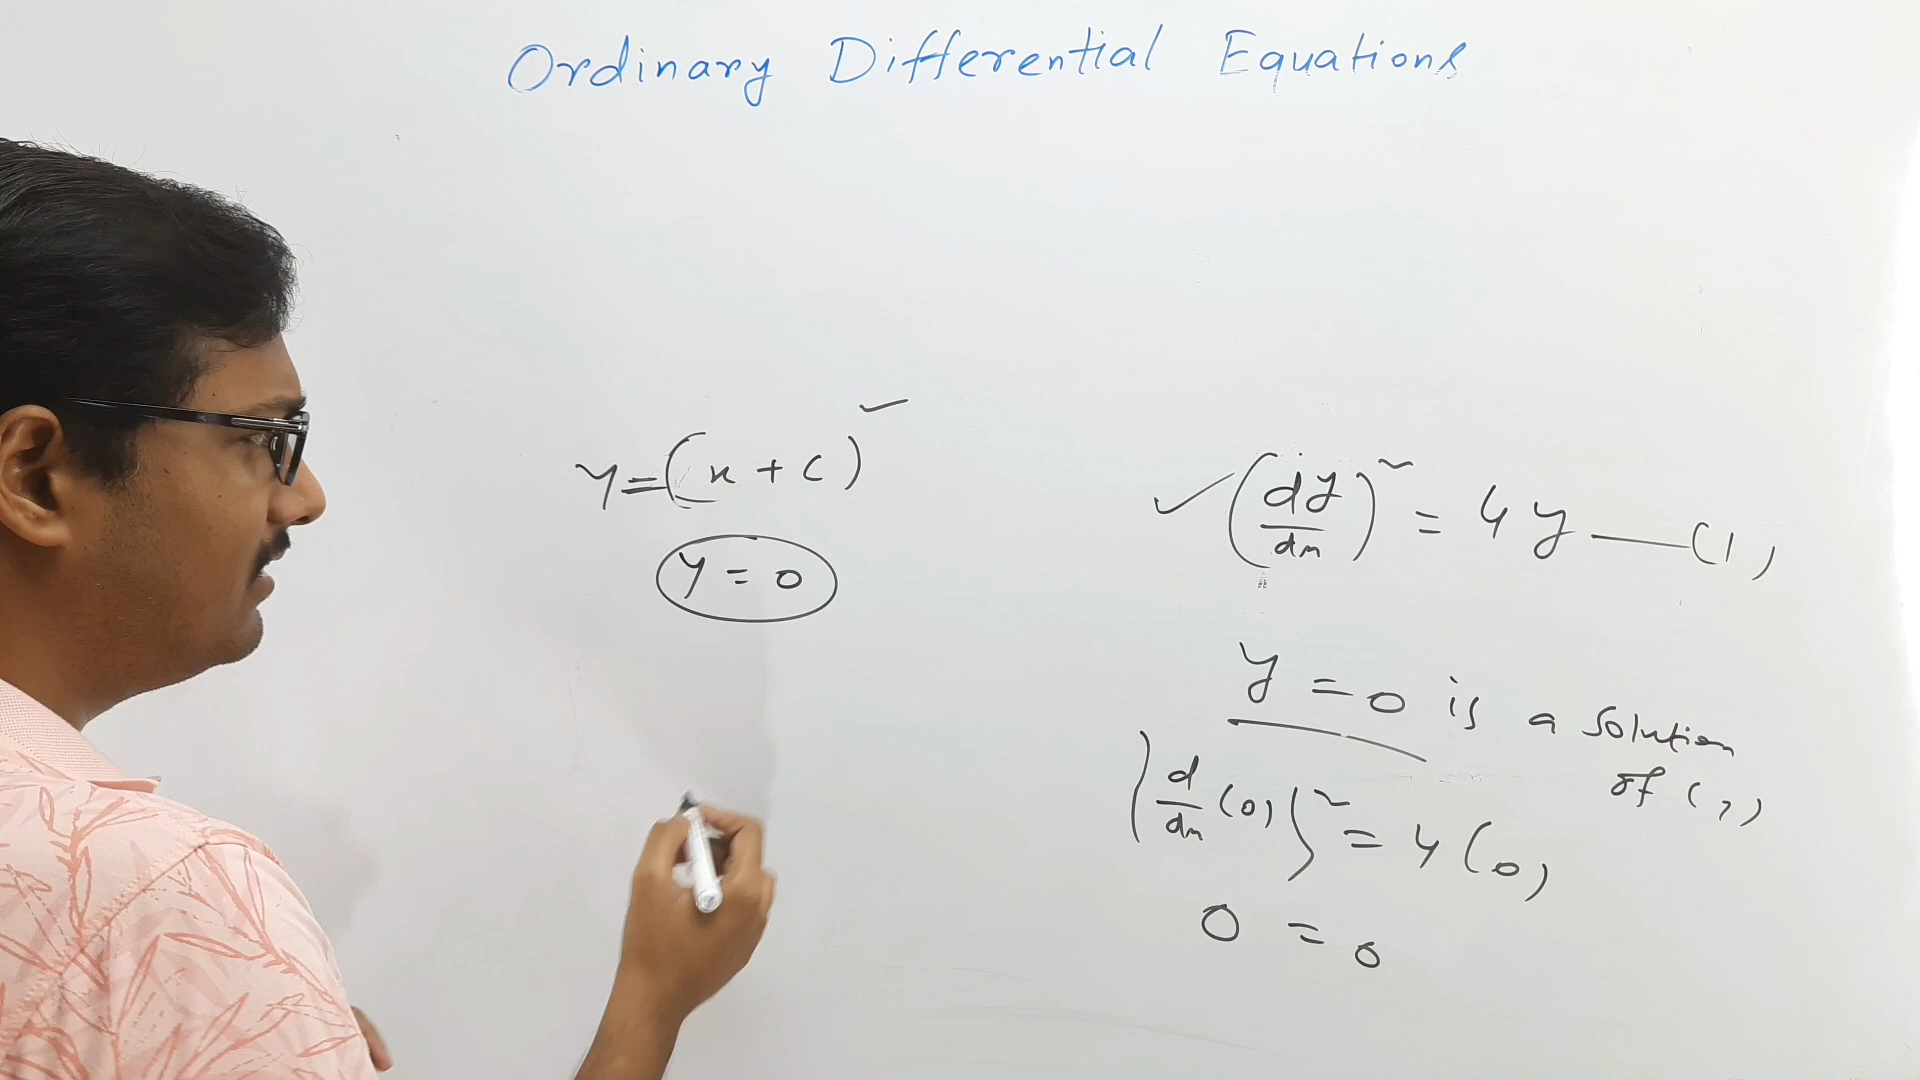 Ordinary Differential Equations
y = (x + c)²
y = 0
✓ (dy/dx)² = 4y —— (1)
y = 0 is a solution
of (1)
(d/dx (0))² = 4(0)
0 = 0